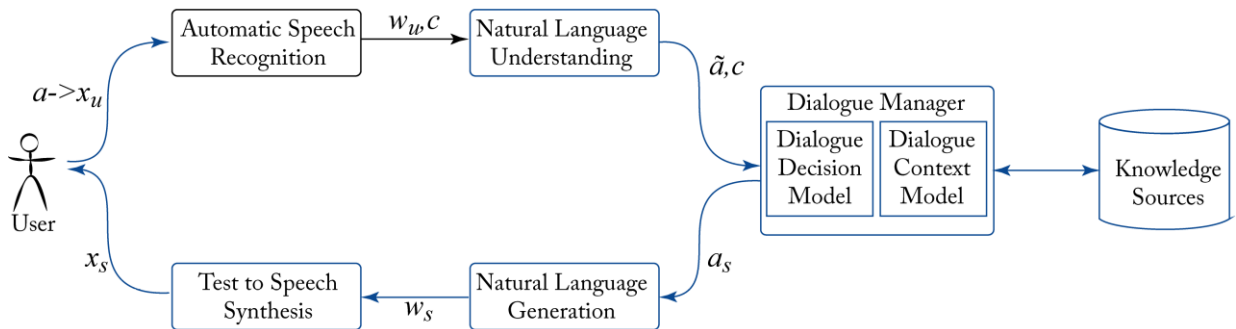 Automatic Speech
Recognition
w_u,c
Natural Language
Understanding
a->x_u
ã,c
Dialogue Manager
Dialogue
Decision
Model
Dialogue
Context
Model
Knowledge
Sources
User
x_s
Test to Speech
Synthesis
w_s
Natural Language
Generation
a_s